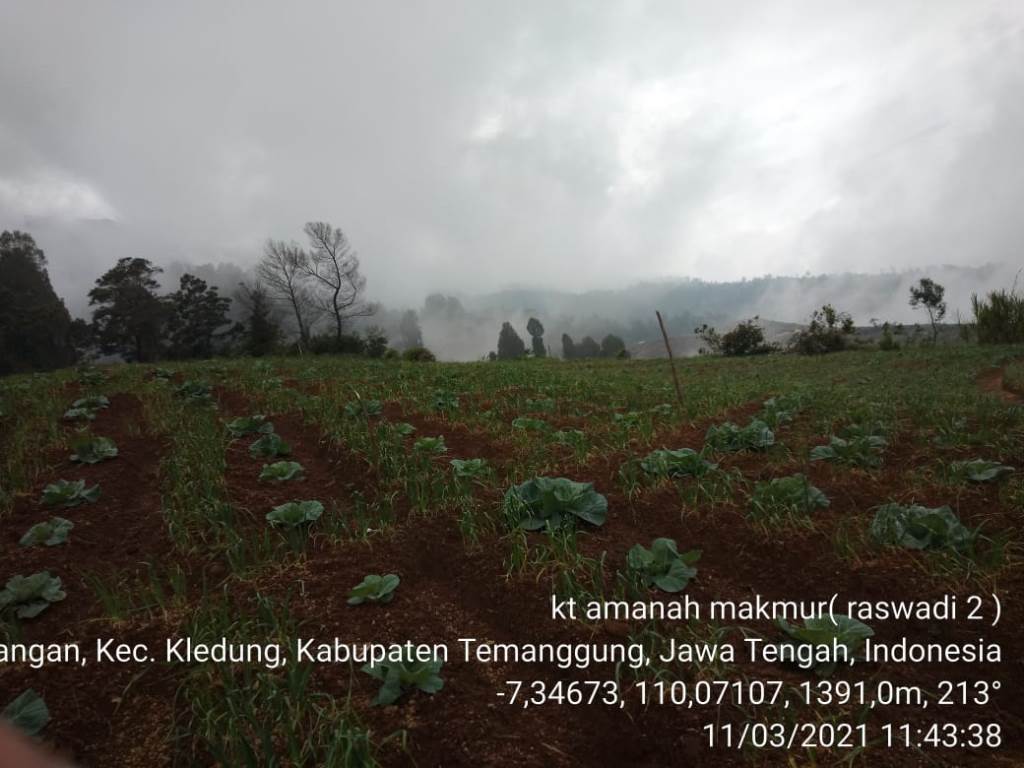 kt amanah makmur( raswadi 2 )
angan, Kec. Kledung, Kabupaten Temanggung, Jawa Tengah, Indonesia
-7,34673, 110,07107, 1391,0m, 213°
11/03/2021 11:43:38